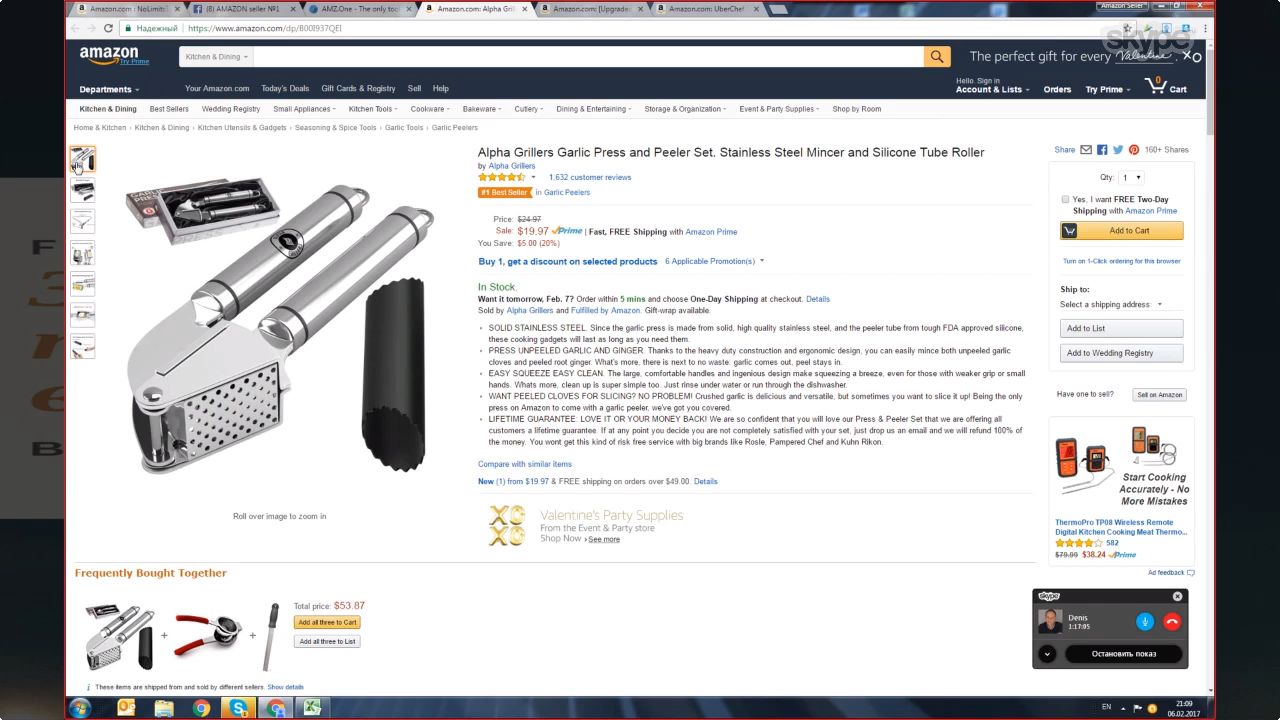 Amazon.com : NoLimits
(8) AMAZON seller №1
AMZ.One - The only too
Amazon.com: Alpha Gril
Amazon.com: [Upgrade
Amazon.com: UberChef
Amazon Seller
Надежный
https://www.amazon.com/dp/B00I937QEI
skype
amazon
Try Prime
Kitchen & Dining
The perfect gift for every Valentine.
Departments
Your Amazon.com
Today's Deals
Gift Cards & Registry
Sell
Help
Hello. Sign in
Account & Lists
Orders
Try Prime
0
Cart
Kitchen & Dining
Best Sellers
Wedding Registry
Small Appliances
Kitchen Tools
Cookware
Bakeware
Cutlery
Dining & Entertaining
Storage & Organization
Event & Party Supplies
Shop by Room
Home & Kitchen › Kitchen & Dining › Kitchen Utensils & Gadgets › Seasoning & Spice Tools › Garlic Tools › Garlic Peelers
Alpha Grillers Garlic Press and Peeler Set. Stainless Steel Mincer and Silicone Tube Roller
by Alpha Grillers
1,632 customer reviews
#1 Best Seller in Garlic Peelers
Price: $24.97
Sale: $19.97 Prime | Fast, FREE Shipping with Amazon Prime
You Save: $5.00 (20%)
Buy 1, get a discount on selected products 6 Applicable Promotion(s)
In Stock.
Want it tomorrow, Feb. 7? Order within 5 mins and choose One-Day Shipping at checkout. Details
Sold by Alpha Grillers and Fulfilled by Amazon. Gift-wrap available.
SOLID STAINLESS STEEL. Since the garlic press is made from solid, high quality stainless steel, and the peeler tube from tough FDA approved silicone,
these cooking gadgets will last as long as you need them.
PRESS UNPEELED GARLIC AND GINGER. Thanks to the heavy duty construction and ergonomic design, you can easily mince both unpeeled garlic
cloves and peeled root ginger. What's more, there is next to no waste: garlic comes out, peel stays in.
EASY SQUEEZE EASY CLEAN. The large, comfortable handles and ingenious design make squeezing a breeze, even for those with weaker grip or small
hands. Whats more, clean up is super simple too. Just rinse under water or run through the dishwasher.
WANT PEELED CLOVES FOR SLICING? NO PROBLEM! Crushed garlic is delicious and versatile, but sometimes you want to slice it up! Being the only
press on Amazon to come with a garlic peeler, we've got you covered.
LIFETIME GUARANTEE: LOVE IT OR YOUR MONEY BACK! We are so confident that you will love our Press & Peeler Set that we are offering all
customers a lifetime guarantee. If at any point you decide you are not completely satisfied with your set, just drop us an email and we will refund 100% of
the money. You wont get this kind of risk free service with big brands like Rosle, Pampered Chef and Kuhn Rikon.
Compare with similar items
New (1) from $19.97 & FREE shipping on orders over $49.00. Details
Roll over image to zoom in
XO
XO
Valentine's Party Supplies
From the Event & Party store
Shop Now › See more
Share
160+ Shares
Qty: 1
Yes, I want FREE Two-Day
Shipping with Amazon Prime
Add to Cart
Turn on 1-Click ordering for this browser
Ship to:
Select a shipping address:
Add to List
Add to Wedding Registry
Have one to sell?
Sell on Amazon
Start Cooking
Accurately - No
More Mistakes
ThermoPro TP08 Wireless Remote
Digital Kitchen Cooking Meat Thermo...
582
$79.99 $38.24 Prime
Ad feedback
Frequently Bought Together
Total price: $53.87
Add all three to Cart
Add all three to List
These items are shipped from and sold by different sellers. Show details
skype
Denis
1:17:05
Остановить показ
EN
21:09
06.02.2017